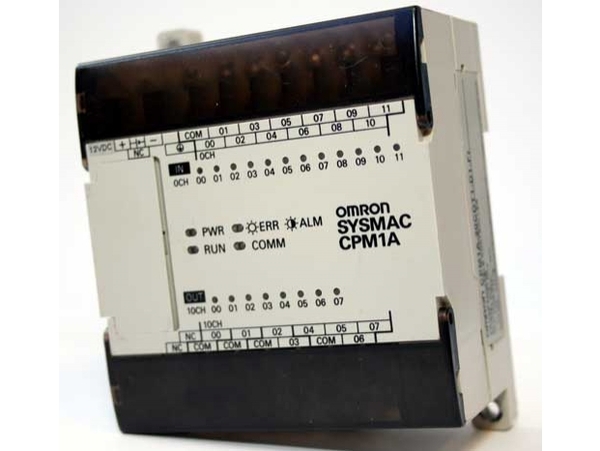 COM 01 03 05 07 09 11
12VDC + − 00 02 04 06 08 10
NC 0CH
IN
0CH 00 01 02 03 04 05 06 07 08 09 10 11
PWR ERR ALM
RUN COMM
OMRON
SYSMAC
CPM1A
OUT
10CH 00 01 02 03 04 05 06 07
10CH
NC 00 01 02 04 05 07
NC COM COM COM 03 COM 06